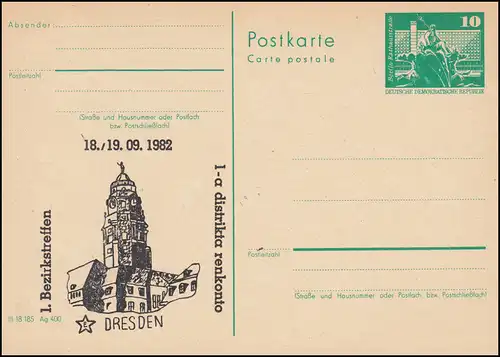 Absender
Postleitzahl
(Straße und Hausnummer oder Postfach
bzw. Postschließfach)
18./19. 09. 1982
1. Bezirkstreffen
1-a distrikta renkonto
E
DRESDEN
III 18 185 Ag 400
Postkarte
Carte postale
10
Berlin, Rathausstraße
DEUTSCHE DEMOKRATISCHE REPUBLIK
Postleitzahl
(Straße und Hausnummer oder Postfach bzw. Postschließfach)